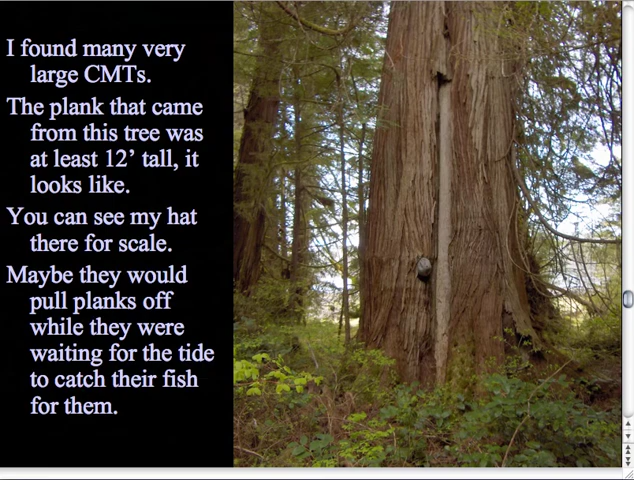 I found many very
large CMTs.
The plank that came
from this tree was
at least 12’ tall, it
looks like.
You can see my hat
there for scale.
Maybe they would
pull planks off
while they were
waiting for the tide
to catch their fish
for them.